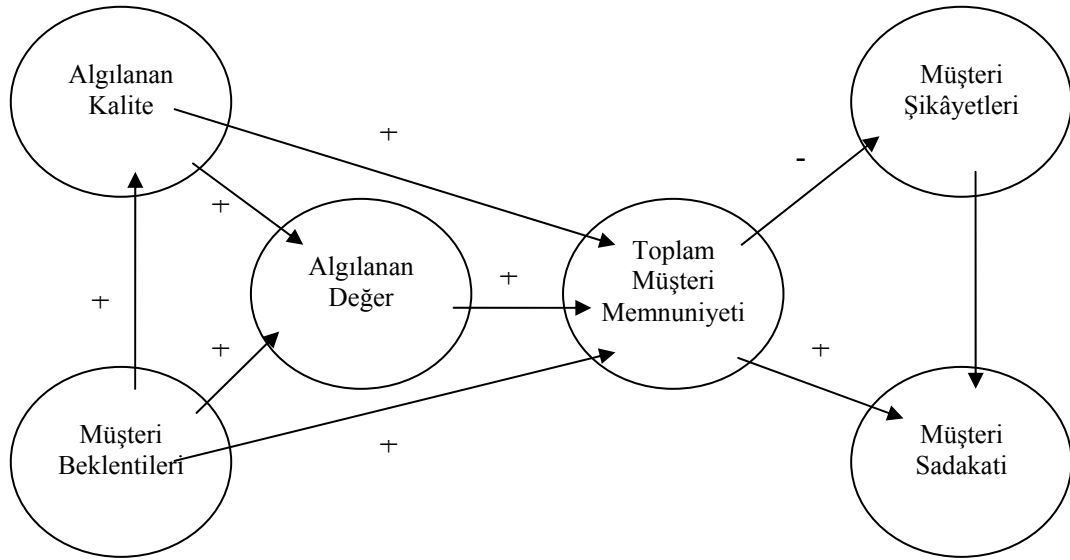 Algılanan
Kalite
Müşteri
Şikâyetleri
+
-
+
Algılanan
Değer
+
Toplam
Müşteri
Memnuniyeti
+
+
+
Müşteri
Beklentileri
+
Müşteri
Sadakati